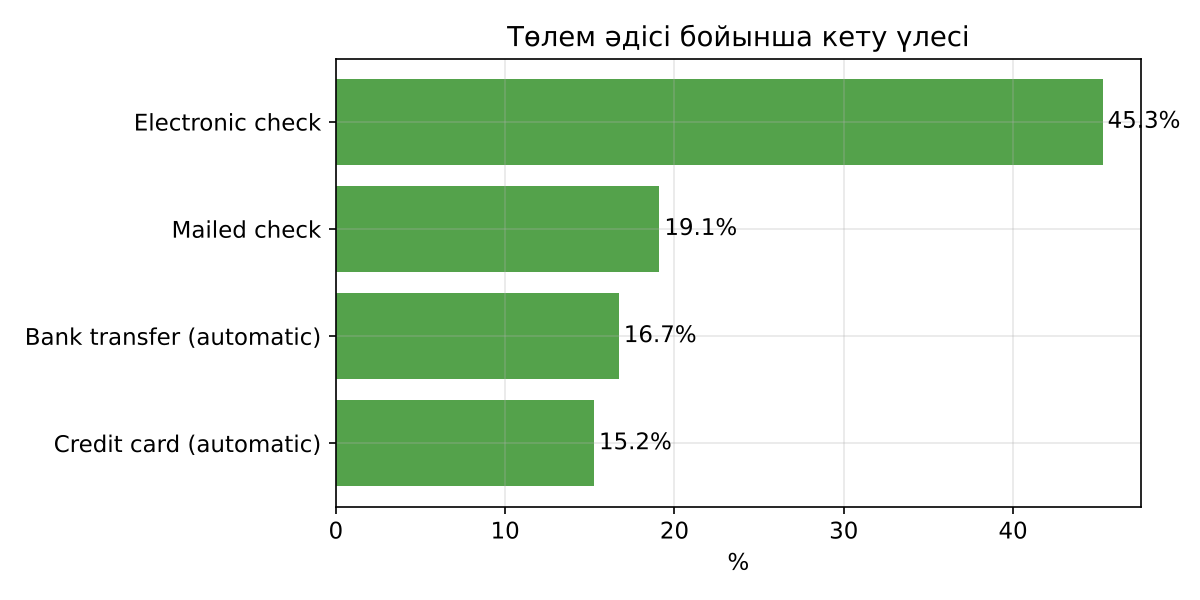 Төлем әдісі бойынша кету үлесі
Electronic check
45.3%
Mailed check
19.1%
Bank transfer (automatic)
16.7%
Credit card (automatic)
15.2%
0 10 20 30 40
%